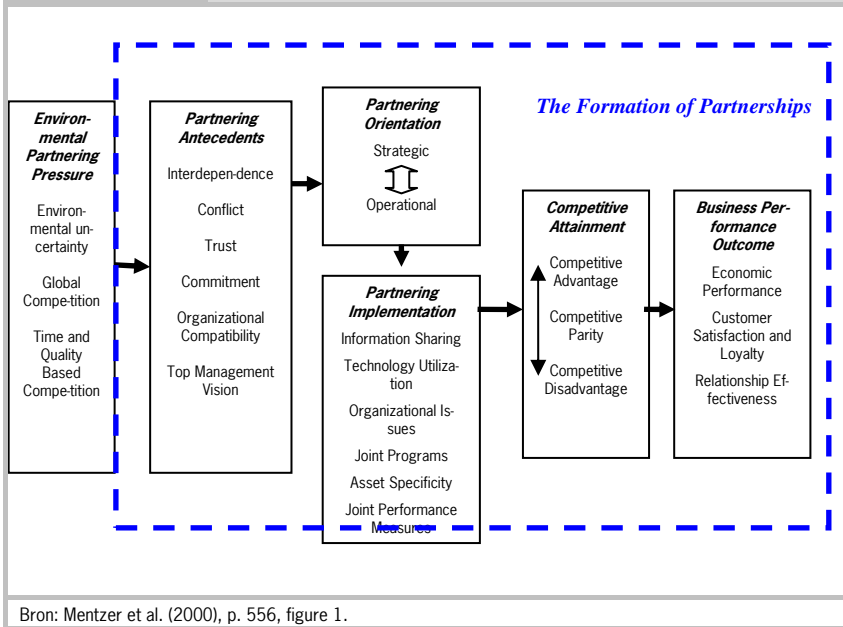 The Formation of Partnerships
Environ-
mental
Partnering
Pressure
Environ-
mental un-
certainty
Global
Compe-tition
Time and
Quality
Based
Compe-tition
Partnering
Antecedents
Interdepen-dence
Conflict
Trust
Commitment
Organizational
Compatibility
Top Management
Vision
Partnering
Orientation
Strategic
Operational
Partnering
Implementation
Information Sharing
Technology Utiliza-
tion
Organizational Is-
sues
Joint Programs
Asset Specificity
Joint Performance
Measures
Competitive
Attainment
Competitive
Advantage
Competitive
Parity
Competitive
Disadvantage
Business Per-
formance
Outcome
Economic
Performance
Customer
Satisfaction and
Loyalty
Relationship Ef-
fectiveness
Bron: Mentzer et al. (2000), p. 556, figure 1.